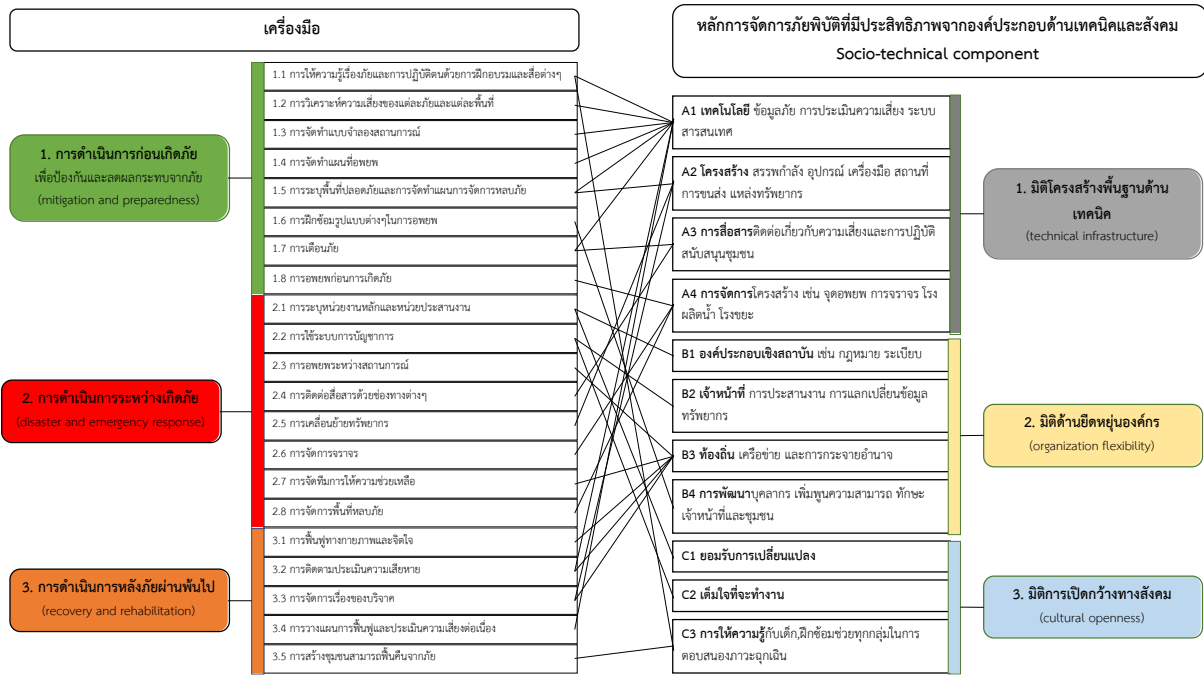 เครื่องมือ
หลักการจัดการภัยพิบัติที่มีประสิทธิภาพจากองค์ประกอบด้านเทคนิคและสังคม
Socio-technical component
1. การดำเนินการก่อนเกิดภัย
เพื่อป้องกันและลดผลกระทบจากภัย
(mitigation and preparedness)
2. การดำเนินการระหว่างเกิดภัย
(disaster and emergency response)
3. การดำเนินการหลังภัยผ่านพ้นไป
(recovery and rehabilitation)
1.1 การให้ความรู้เรื่องภัยและการปฏิบัติตนด้วยการฝึกอบรมและสื่อต่างๆ
1.2 การวิเคราะห์ความเสี่ยงของแต่ละภัยและแต่ละพื้นที่
1.3 การจัดทำแบบจำลองสถานการณ์
1.4 การจัดทำแผนที่อพยพ
1.5 การระบุพื้นที่ปลอดภัยและการจัดทำแผนการจัดการหลบภัย
1.6 การฝึกซ้อมรูปแบบต่างๆในการอพยพ
1.7 การเตือนภัย
1.8 การอพยพก่อนการเกิดภัย
2.1 การระบุหน่วยงานหลักและหน่วยประสานงาน
2.2 การใช้ระบบการบัญชาการ
2.3 การอพยพระหว่างสถานการณ์
2.4 การติดต่อสื่อสารด้วยช่องทางต่างๆ
2.5 การเคลื่อนย้ายทรัพยากร
2.6 การจัดการจราจร
2.7 การจัดทีมการให้ความช่วยเหลือ
2.8 การจัดการพื้นที่หลบภัย
3.1 การฟื้นฟูทางกายภาพและจิตใจ
3.2 การติดตามประเมินความเสียหาย
3.3 การจัดการเรื่องของบริจาค
3.4 การวางแผนการฟื้นฟูและประเมินความเสี่ยงต่อเนื่อง
3.5 การสร้างชุมชนสามารถฟื้นคืนจากภัย
A1 เทคโนโลยี ข้อมูลภัย การประเมินความเสี่ยง ระบบ
สารสนเทศ
A2 โครงสร้าง สรรพกำลัง อุปกรณ์ เครื่องมือ สถานที่
การขนส่ง แหล่งทรัพยากร
A3 การสื่อสารติดต่อเกี่ยวกับความเสี่ยงและการปฏิบัติ
สนับสนุนชุมชน
A4 การจัดการโครงสร้าง เช่น จุดอพยพ การจราจร โรง
ผลิตน้ำ โรงขยะ
B1 องค์ประกอบเชิงสถาบัน เช่น กฎหมาย ระเบียบ
B2 เจ้าหน้าที่ การประสานงาน การแลกเปลี่ยนข้อมูล
ทรัพยากร
B3 ท้องถิ่น เครือข่าย และการกระจายอำนาจ
B4 การพัฒนาบุคลากร เพิ่มพูนความสามารถ ทักษะ
เจ้าหน้าที่และชุมชน
C1 ยอมรับการเปลี่ยนแปลง
C2 เต็มใจที่จะทำงาน
C3 การให้ความรู้กับเด็ก,ฝึกซ้อมช่วยทุกกลุ่มในการ
ตอบสนองภาวะฉุกเฉิน
1. มิติโครงสร้างพื้นฐานด้าน
เทคนิค
(technical infrastructure)
2. มิติด้านยืดหยุ่นองค์กร
(organization flexibility)
3. มิติการเปิดกว้างทางสังคม
(cultural openness)